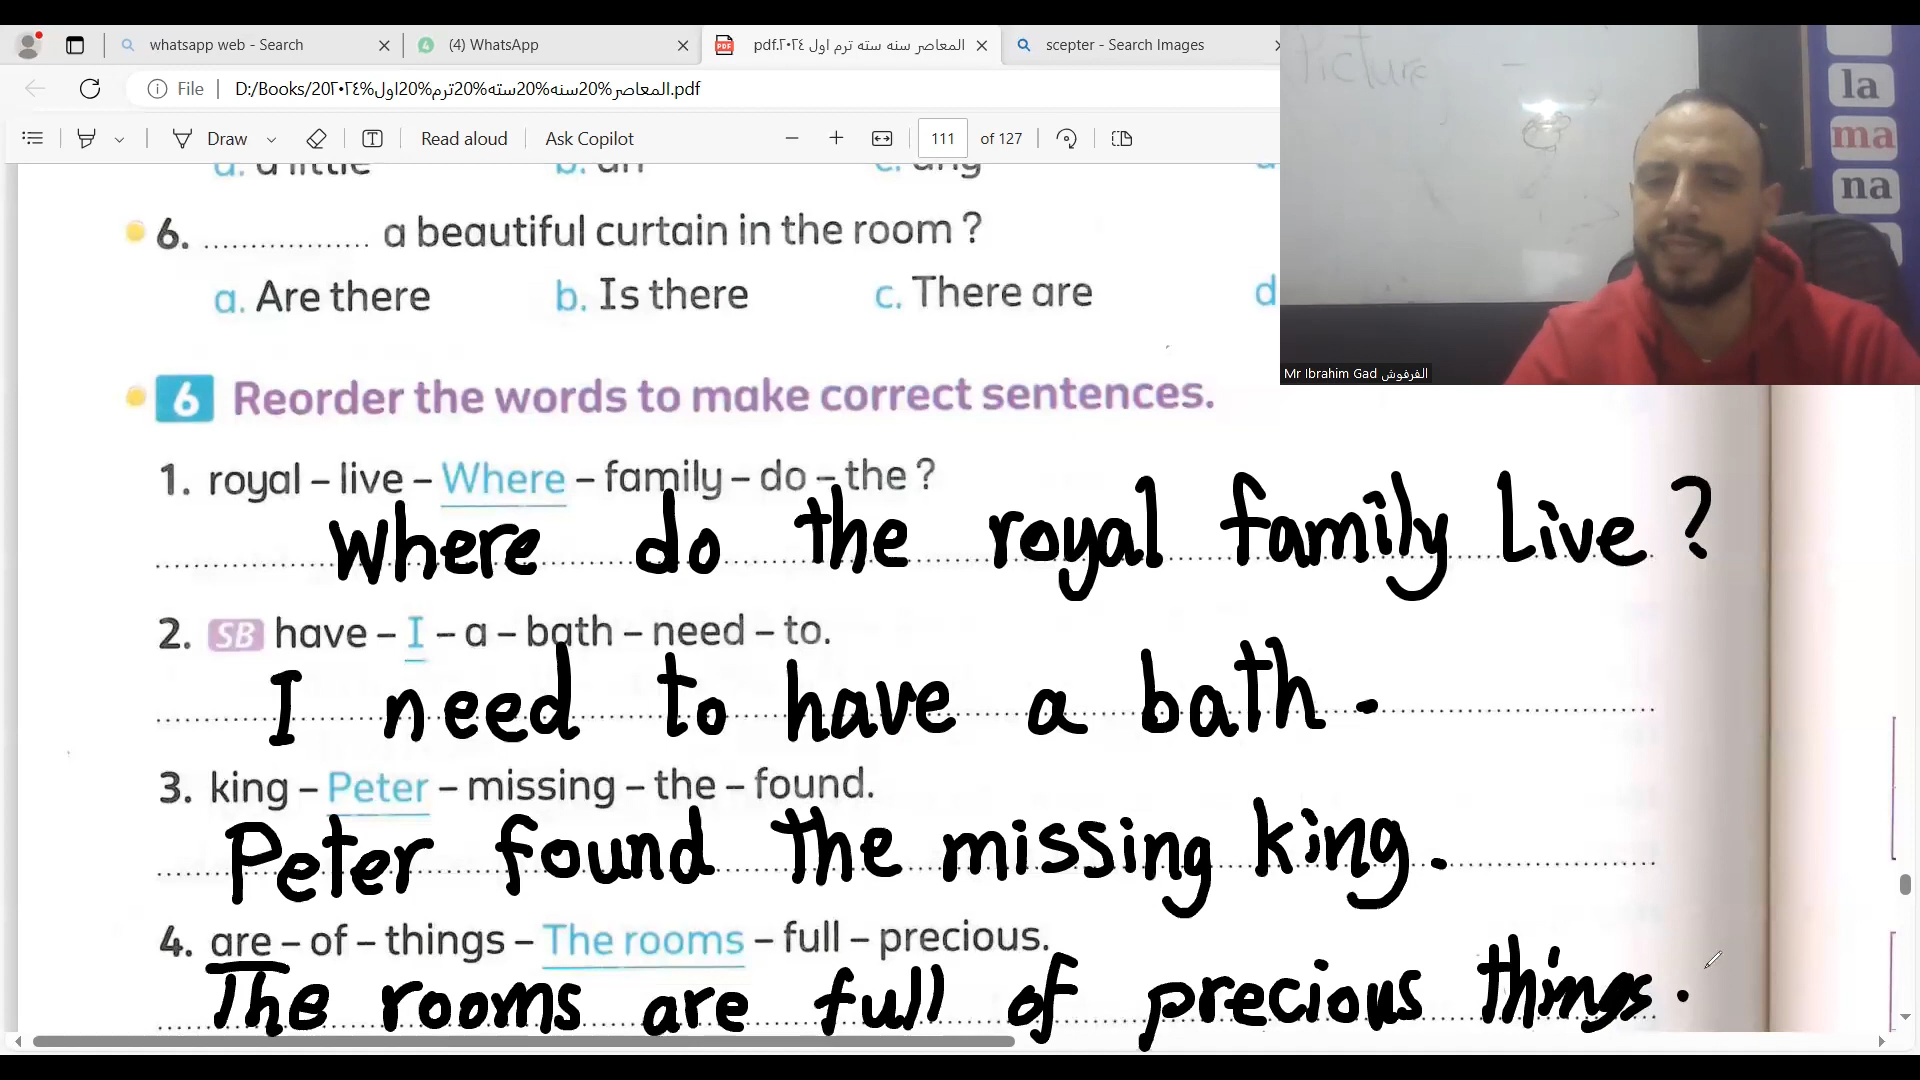 whatsapp web - Search
(4) WhatsApp
المعاصر سنه سته ترم اول ٢٠٢٤.pdf
scepter - Search Images
File
D:/Books/20٢٠٢٤%المعاصر%20سنه%20سته%20ترم%20اول.pdf
Draw
Read aloud
Ask Copilot
111 of 127
Picture
la
ma
na
Mr Ibrahim Gad الفرفوش
a. a little b. an c. any
6. ................ a beautiful curtain in the room ?
a. Are there b. Is there c. There are d
6 Reorder the words to make correct sentences.
1. royal – live – Where – family – do – the ?
Where do the royal family Live ?
2. SB have – I – a – bath – need – to.
I need to have a bath.
3. king – Peter – missing – the – found.
Peter found the missing king.
4. are – of – things – The rooms – full – precious.
The rooms are full of precious things.